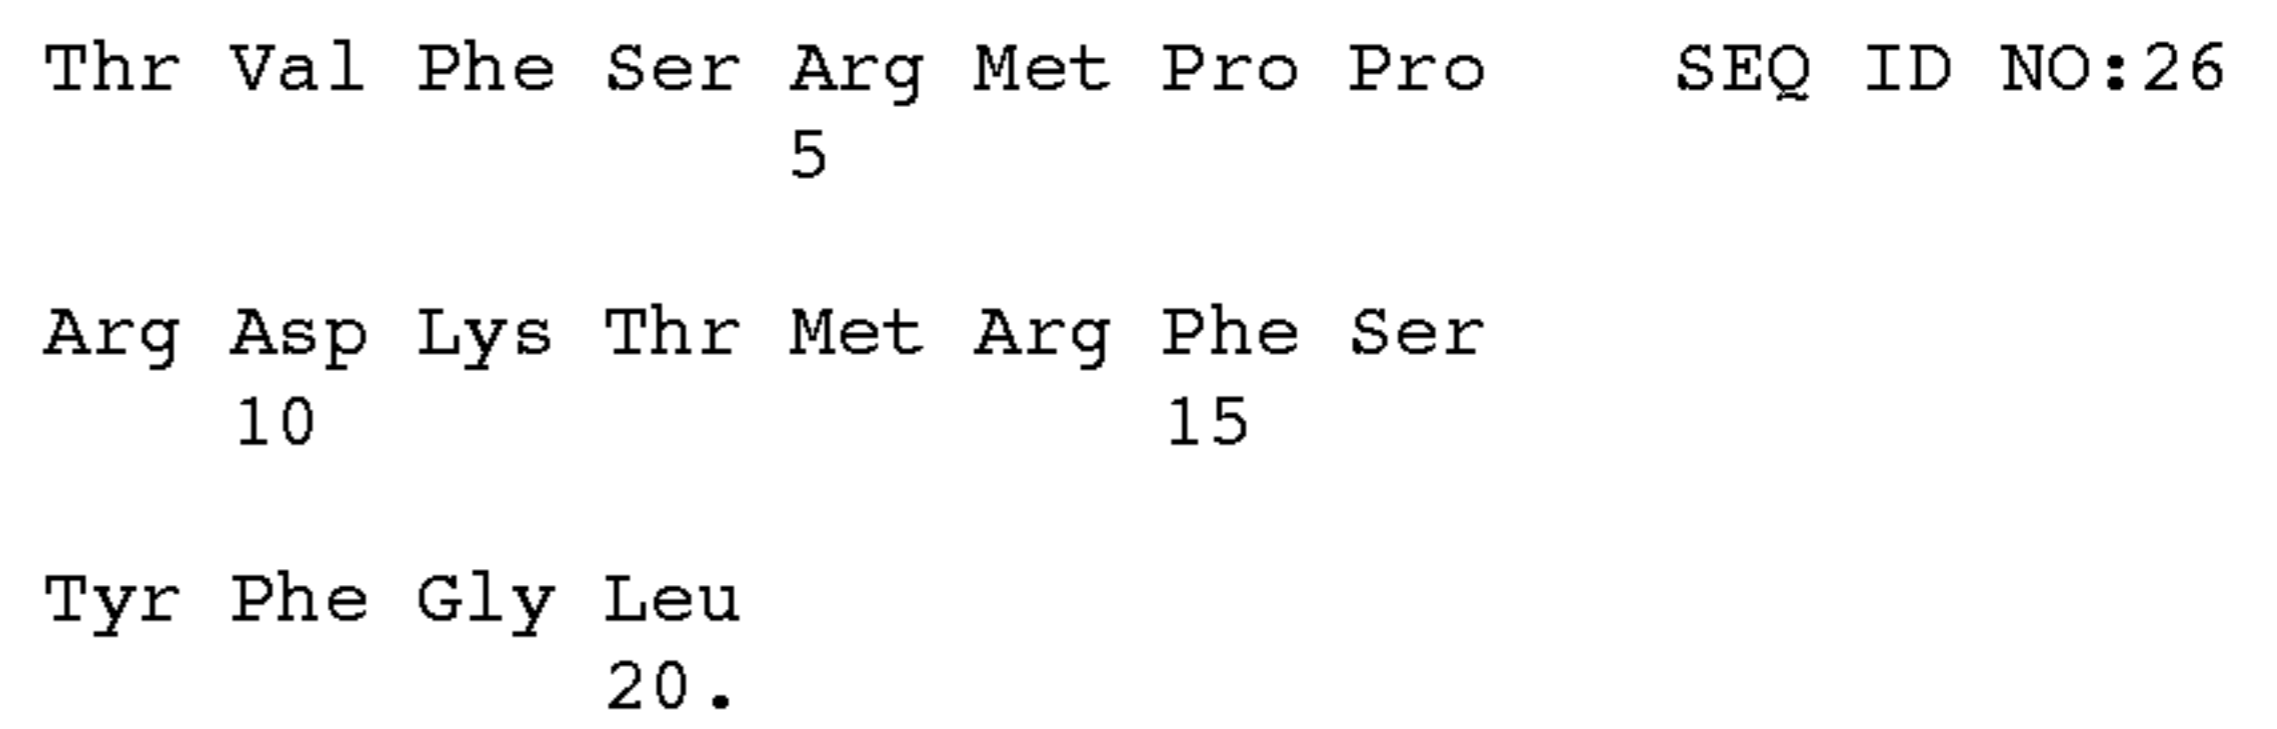 Thr Val Phe Ser Arg Met Pro Pro SEQ ID NO:26
5
Arg Asp Lys Thr Met Arg Phe Ser
10 15
Tyr Phe Gly Leu
20.